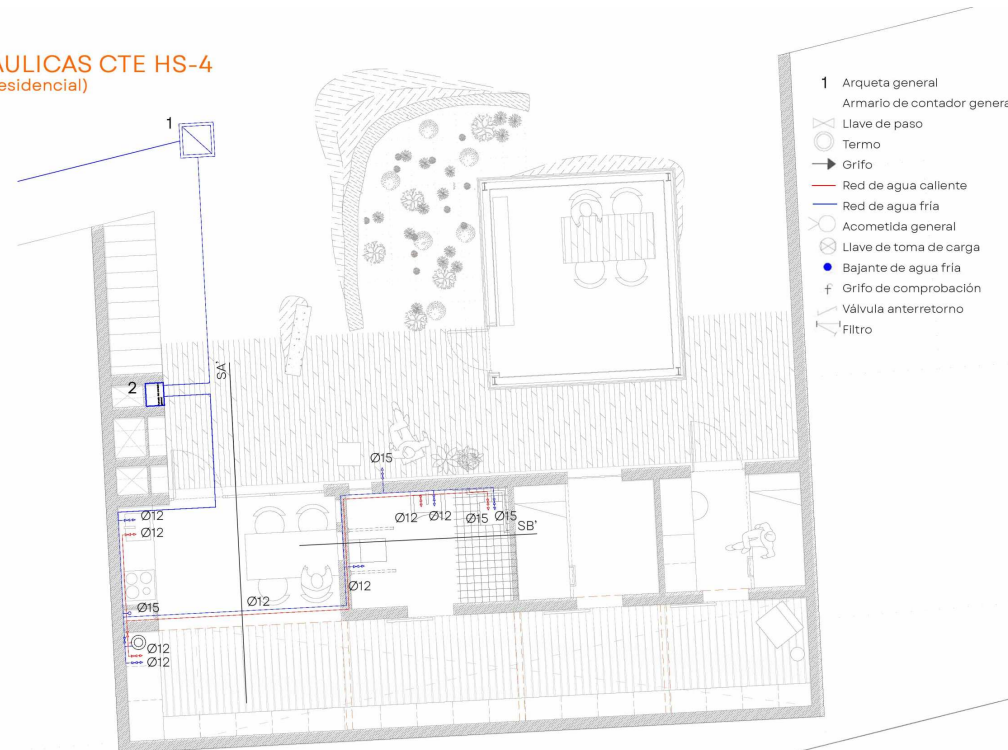 AULICAS CTE HS-4
esidencial)
1
1 Arqueta general
Armario de contador genera
Llave de paso
Termo
Grifo
Red de agua caliente
Red de agua fría
Acometida general
Llave de toma de carga
Bajante de agua fría
Grifo de comprobación
Válvula anterretorno
Filtro
2
SA'
Ø15
Ø12
Ø12
Ø12
Ø12
Ø15
Ø15
SB'
Ø12
Ø12
Ø15
Ø12
Ø12